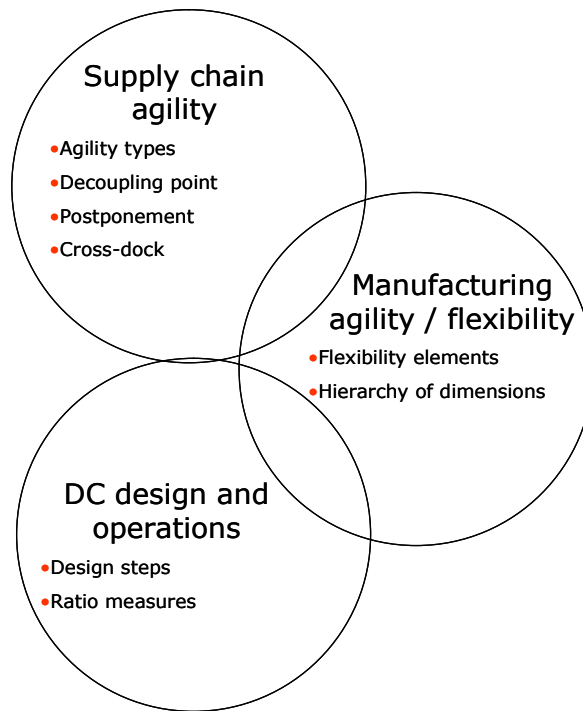 Supply chain
agility
•Agility types
•Decoupling point
•Postponement
•Cross-dock
Manufacturing
agility / flexibility
•Flexibility elements
•Hierarchy of dimensions
DC design and
operations
•Design steps
•Ratio measures